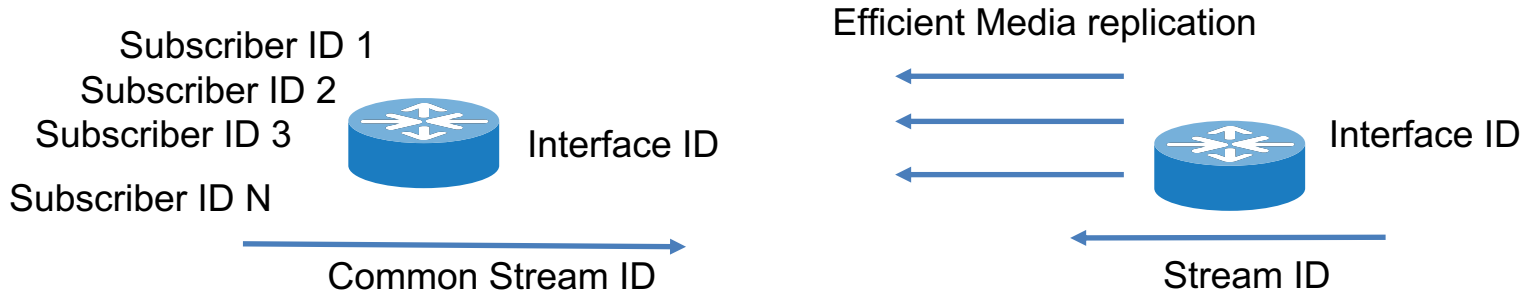 Subscriber ID 1
Subscriber ID 2
Subscriber ID 3
Subscriber ID N
Interface ID
Common Stream ID
Efficient Media replication
Interface ID
Stream ID